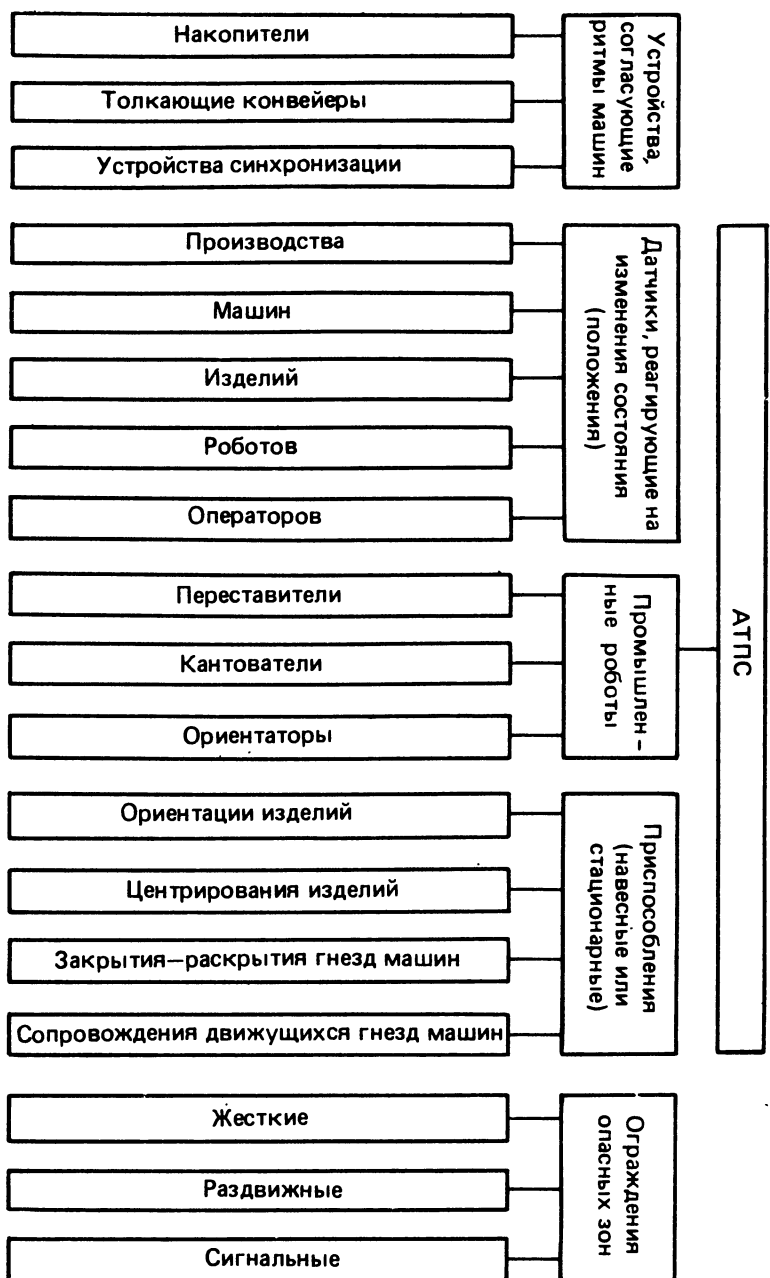 АТПС
Устройства,
согласующие
ритмы машин
Накопители
Толкающие конвейеры
Устройства синхронизации
Датчики, реагирующие на
изменения состояния
(положения)
Производства
Машин
Изделий
Роботов
Операторов
Промышлен–
ные роботы
Переставители
Кантователи
Ориентаторы
Приспособления
(навесные или
стационарные)
Ориентации изделий
Центрирования изделий
Закрытия—раскрытия гнезд машин
Сопровождения движущихся гнезд машин
Ограждения
опасных зон
Жесткие
Раздвижные
Сигнальные